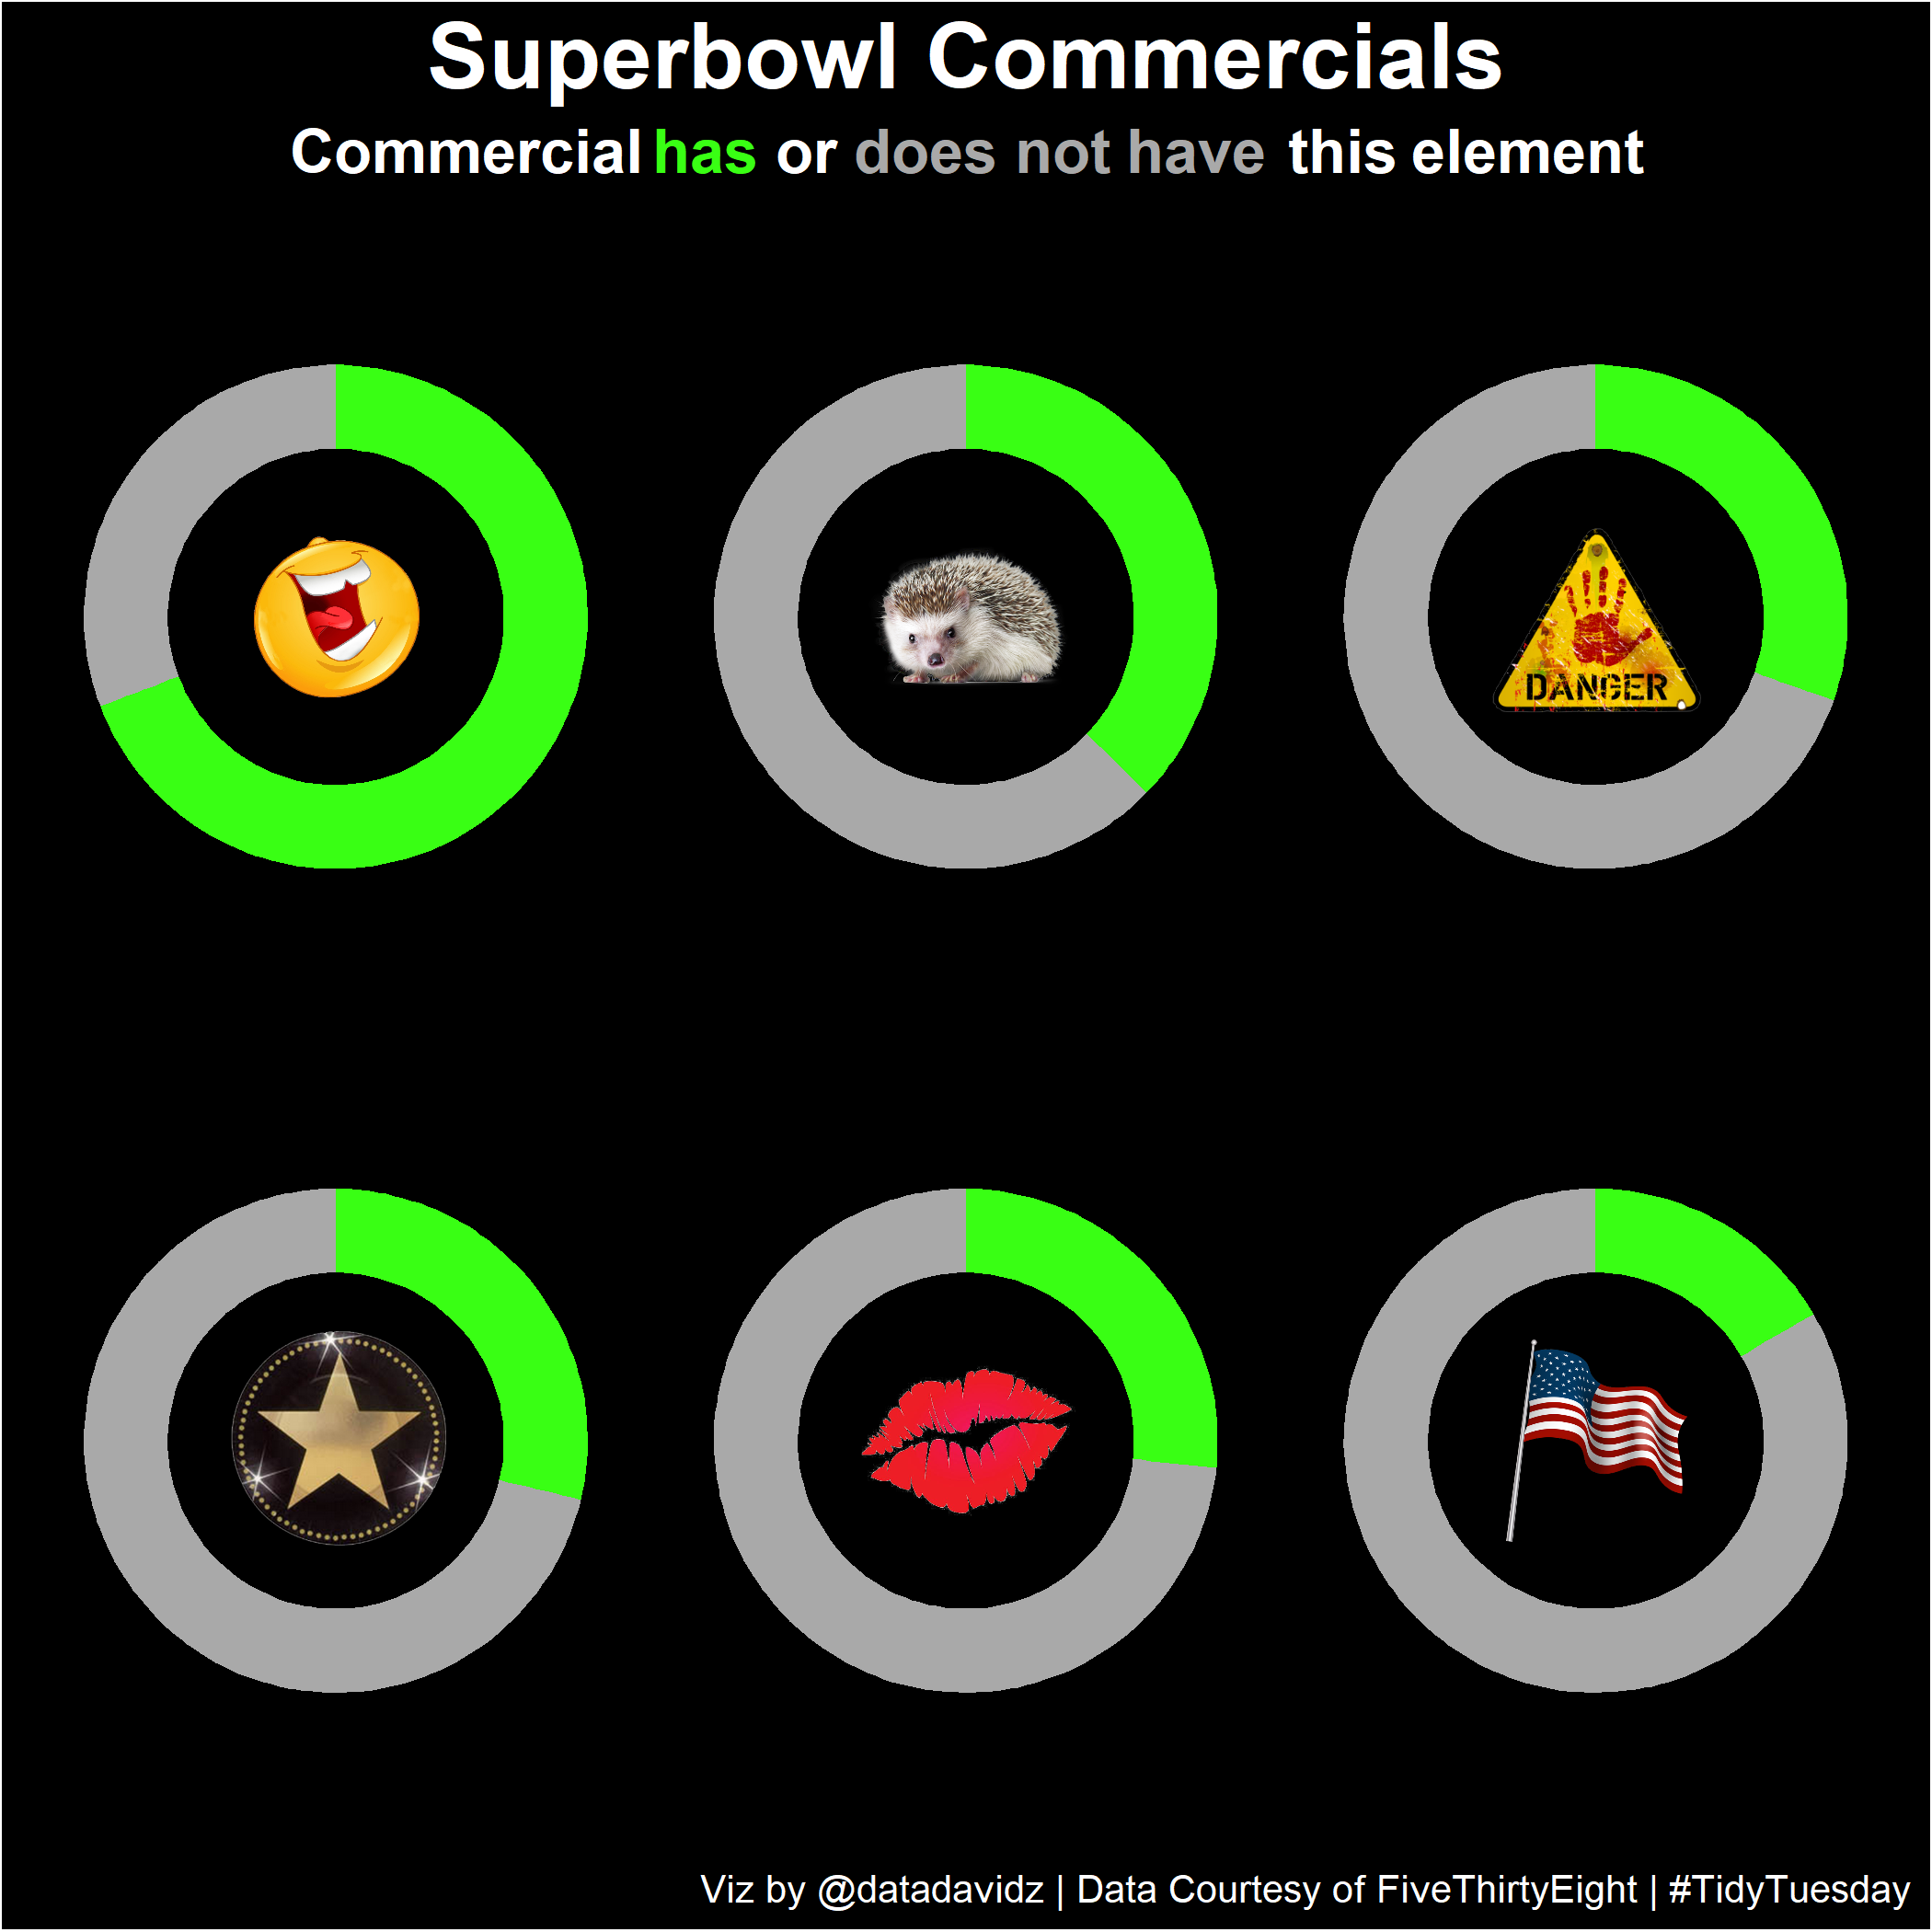 Superbowl Commercials
Commercial has or does not have this element
DANGER
Viz by @datadavidz | Data Courtesy of FiveThirtyEight | #TidyTuesday